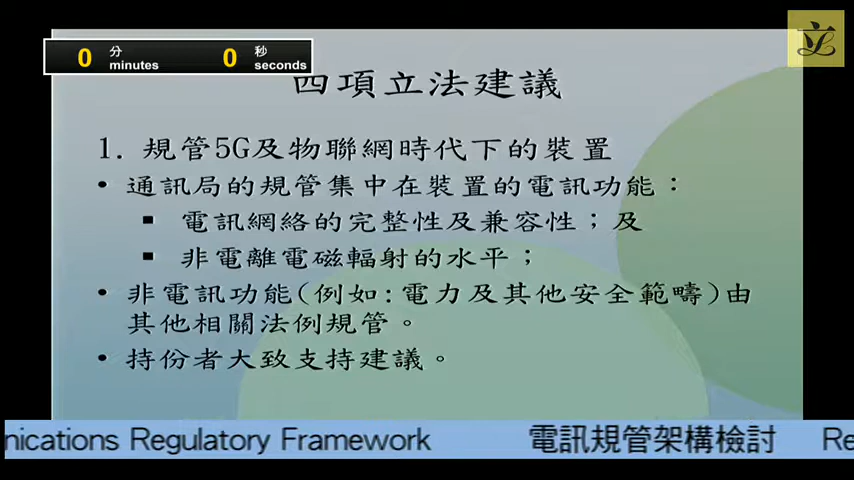 0 分 minutes 0 秒 seconds
立
四項立法建議
1. 規管5G及物聯網時代下的裝置
• 通訊局的規管集中在裝置的電訊功能：
▪ 電訊網絡的完整性及兼容性；及
▪ 非電離電磁輻射的水平；
• 非電訊功能(例如:電力及其他安全範疇)由
其他相關法例規管。
• 持份者大致支持建議。
nications Regulatory Framework 電訊規管架構檢討 Re